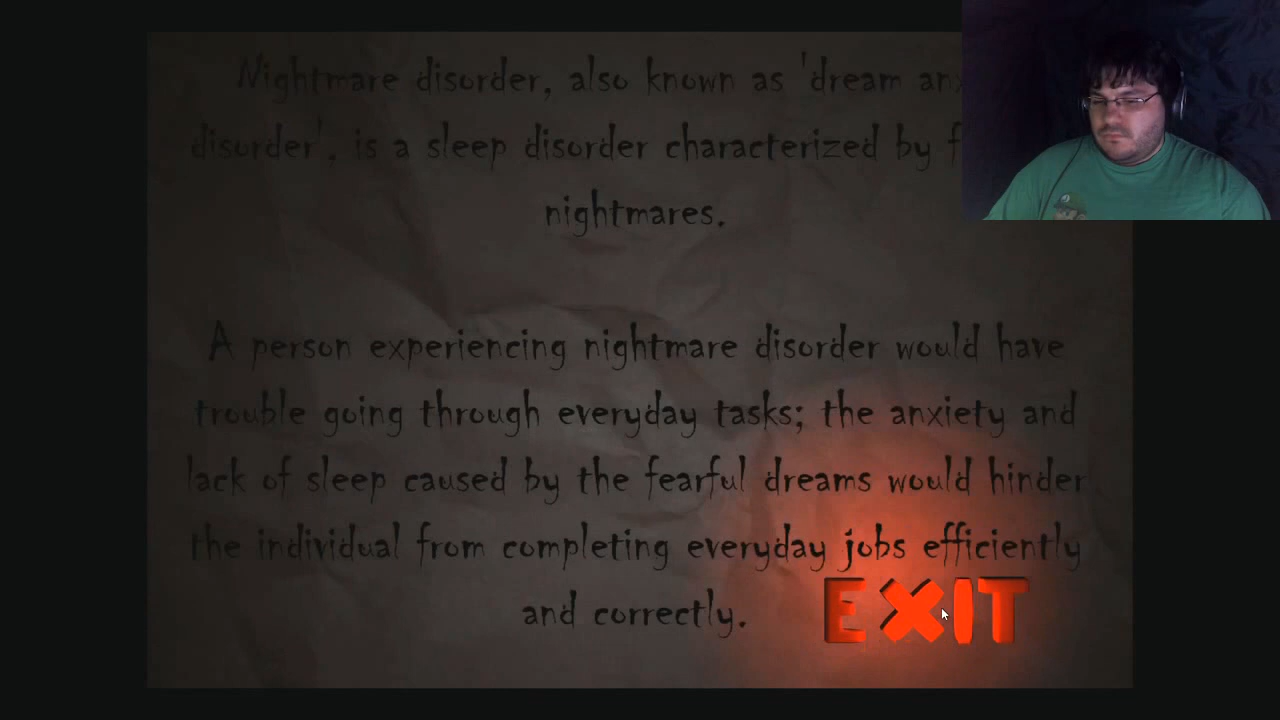 Nightmare disorder, also known as 'dream
disorder', is a sleep disorder characterized by
nightmares.
A person experiencing nightmare disorder would have
trouble going through everyday tasks; the anxiety and
lack of sleep caused by the fearful dreams would hinder
the individual from completing everyday jobs efficiently
and correctly.
EXIT